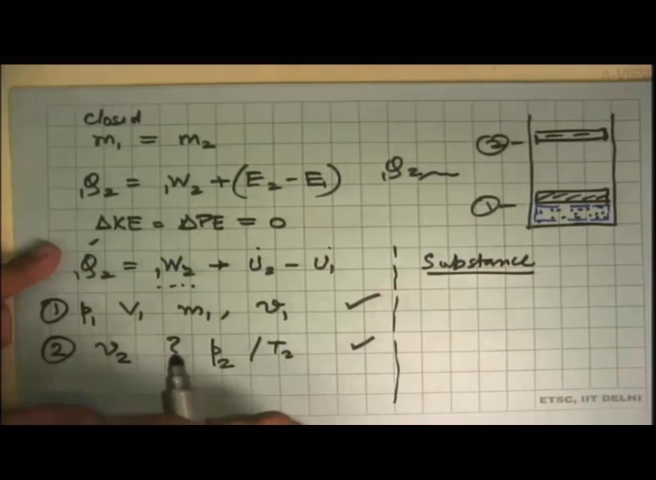 closed
m₁ = m₂
₁Q₂ = ₁W₂ + (E₂ − E₁)
₁Q₂
ΔKE = ΔPE = 0
₁Q₂ = ₁W₂ + U₂ − U₁
Substance
① p₁ V₁ m₁, v₁ ✓
② v₂ ? p₂ / T₂ ✓
②
①
ETSC, IIT DELHI
A-VIEW